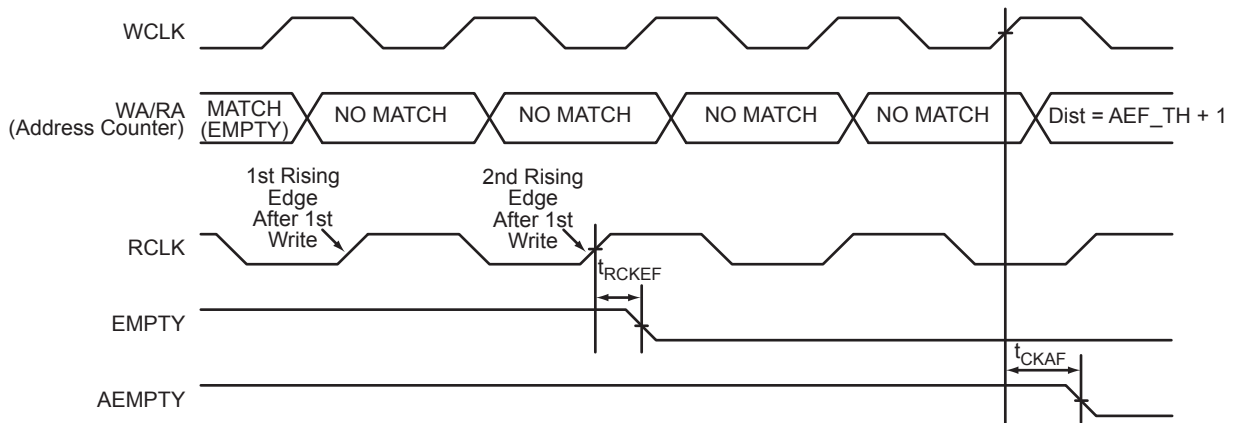 WCLK
WA/RA
(Address Counter)
MATCH
(EMPTY)
NO MATCH
NO MATCH
NO MATCH
NO MATCH
Dist = AEF_TH + 1
1st Rising
Edge
After 1st
Write
2nd Rising
Edge
After 1st
Write
RCLK
tRCKEF
EMPTY
tCKAF
AEMPTY